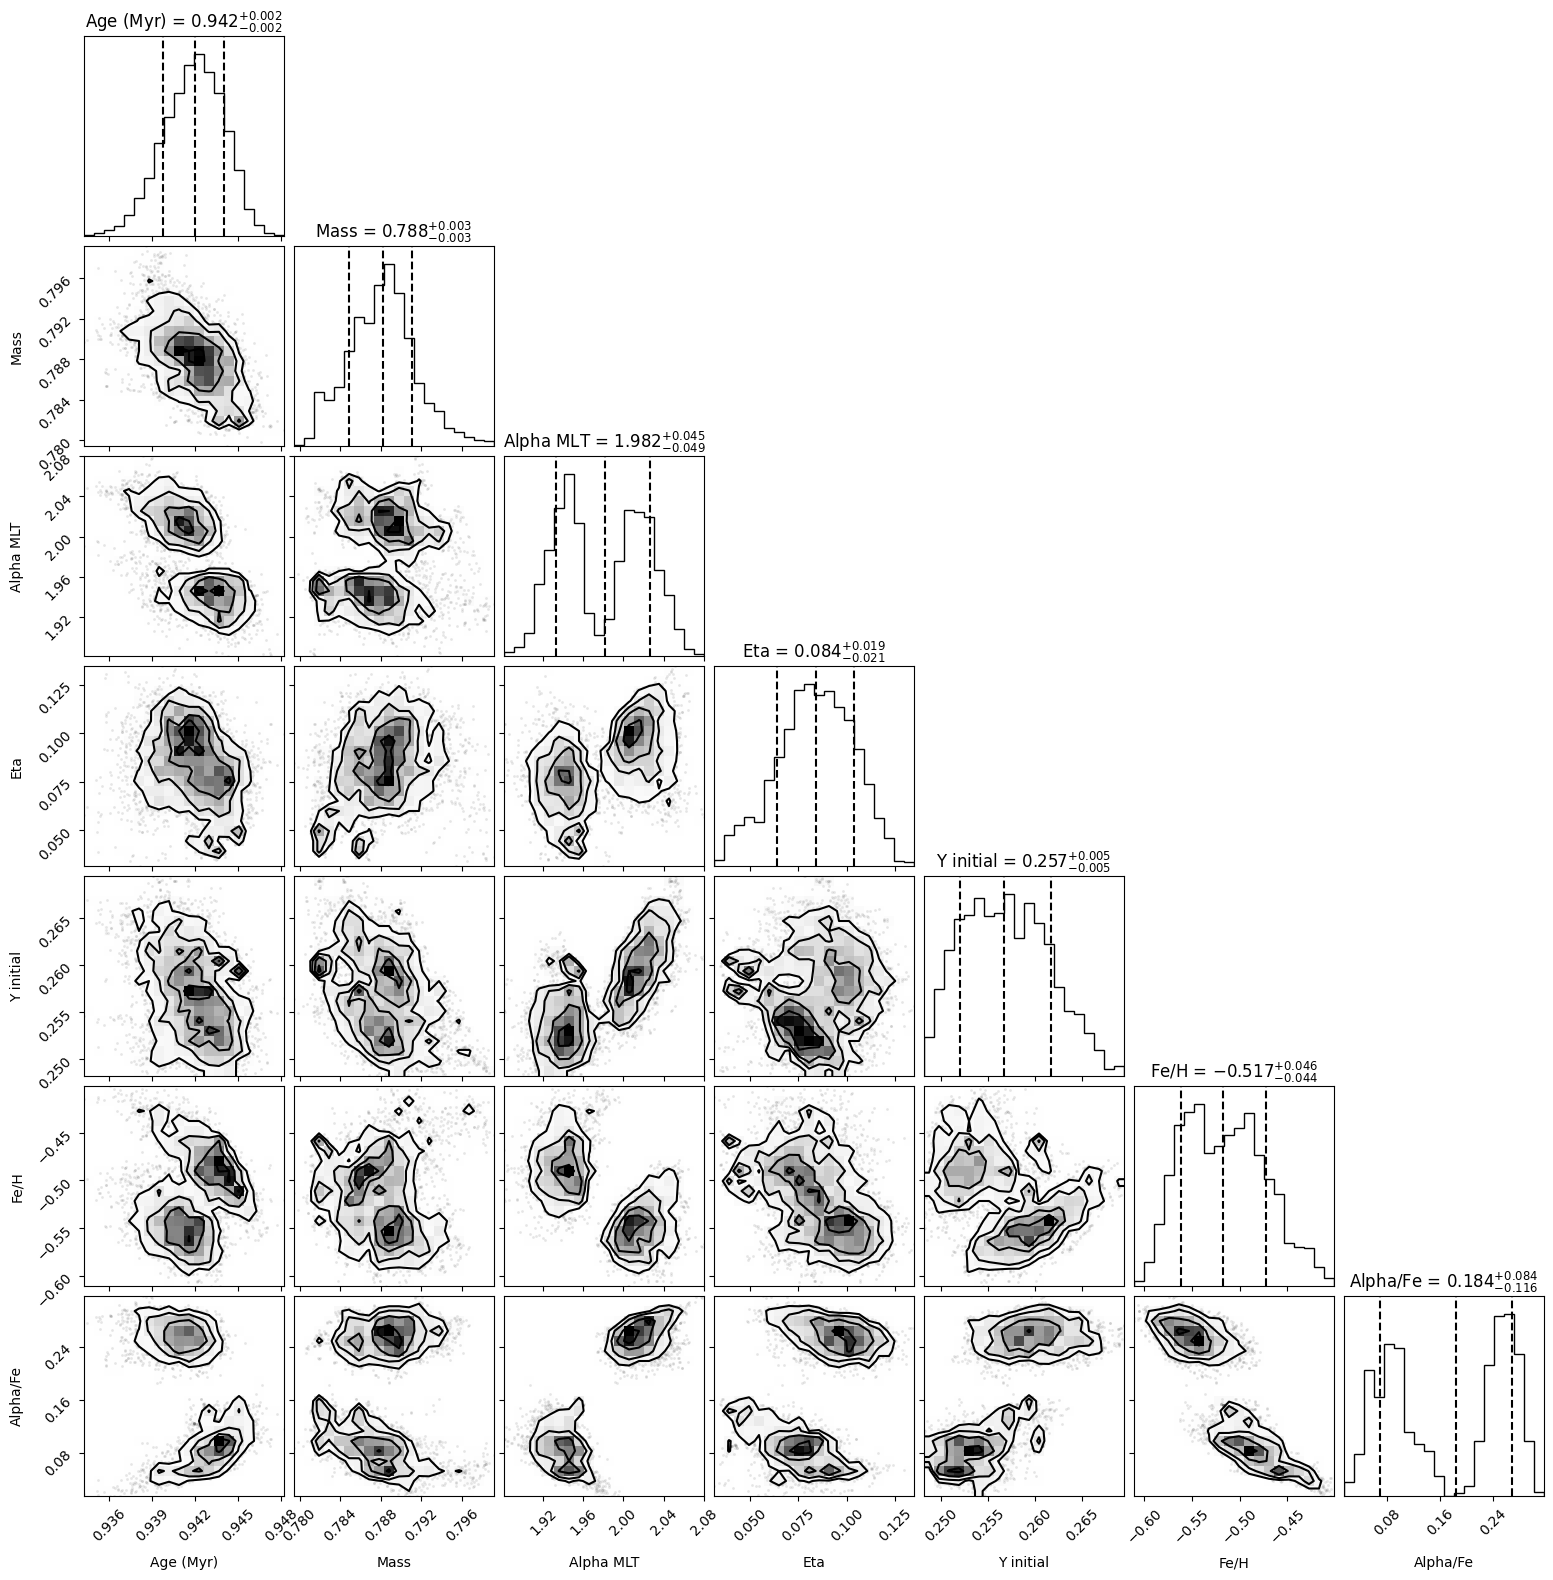 Age (Myr) = 0.942+0.002−0.002
Mass = 0.788+0.003−0.003
Mass
0.796
0.792
0.788
0.784
0.780
Alpha MLT = 1.982+0.045−0.049
Alpha MLT
2.08
2.04
2.00
1.96
1.92
Eta = 0.084+0.019−0.021
Eta
0.125
0.100
0.075
0.050
Y initial = 0.257+0.005−0.005
Y initial
0.265
0.260
0.255
0.250
Fe/H = −0.517+0.046−0.044
Fe/H
−0.45
−0.50
−0.55
−0.60
Alpha/Fe = 0.184+0.084−0.116
Alpha/Fe
0.24
0.16
0.08
0.936 0.939 0.942 0.945 0.948 0.780 0.784 0.788 0.792 0.796 1.92 1.96 2.00 2.04 2.08 0.050 0.075 0.100 0.125 0.250 0.255 0.260 0.265 −0.60 −0.55 −0.50 −0.45 0.08 0.16 0.24
Age (Myr) Mass Alpha MLT Eta Y initial Fe/H Alpha/Fe